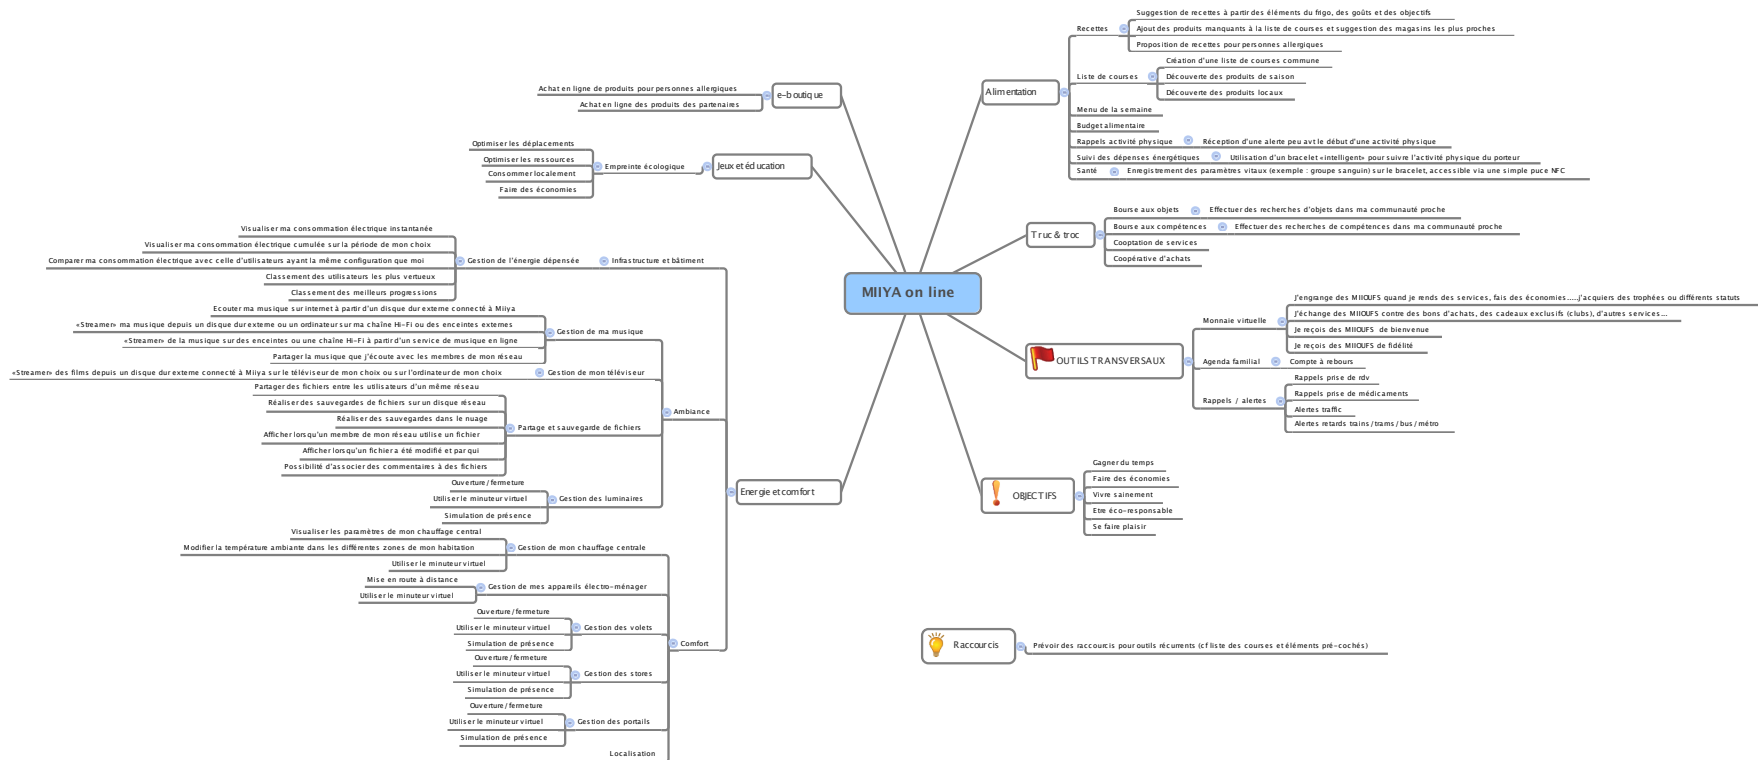 MIIYA on line
e-boutique
Achat en ligne de produits pour personnes allergiques
Achat en ligne des produits des partenaires
Jeux et éducation
Empreinte écologique
Optimiser les déplacements
Optimiser les ressources
Consommer localement
Faire des économies
Energie et comfort
Infrastructure et bâtiment
Gestion de l'énergie dépensée
Visualiser ma consommation électrique instantanée
Visualiser ma consommation électrique cumulée sur la période de mon choix
Comparer ma consommation électrique avec celle d'utilisateurs ayant la même configuration que moi
Classement des utilisateurs les plus vertueux
Classement des meilleurs progressions
Ambiance
Gestion de ma musique
Ecouter ma musique sur internet à partir d'un disque dur externe connecté à Miiya
«Streamer» ma musique depuis un disque dur externe ou un ordinateur sur ma chaîne Hi-Fi ou des enceintes externes
«Streamer» de la musique sur des enceintes ou une chaîne Hi-Fi à partir d'un service de musique en ligne
Partager la musique que j'écoute avec les membres de mon réseau
Gestion de mon téléviseur
«Streamer» des films depuis un disque dur externe connecté à Miiya sur le téléviseur de mon choix ou sur l'ordinateur de mon choix
Partage et sauvegarde de fichiers
Partager des fichiers entre les utilisateurs d'un même réseau
Réaliser des sauvegardes de fichiers sur un disque réseau
Réaliser des sauvegardes dans le nuage
Afficher lorsqu'un membre de mon réseau utilise un fichier
Afficher lorsqu'un fichier a été modifié et par qui
Possibilité d'associer des commentaires à des fichiers
Gestion des luminaires
Ouverture/fermeture
Utiliser le minuteur virtuel
Simulation de présence
Comfort
Gestion de mon chauffage centrale
Visualiser les paramètres de mon chauffage central
Modifier la température ambiante dans les différentes zones de mon habitation
Utiliser le minuteur virtuel
Gestion de mes appareils électro-ménager
Mise en route à distance
Utiliser le minuteur virtuel
Gestion des volets
Ouverture/fermeture
Utiliser le minuteur virtuel
Simulation de présence
Gestion des stores
Ouverture/fermeture
Utiliser le minuteur virtuel
Simulation de présence
Gestion des portails
Ouverture/fermeture
Utiliser le minuteur virtuel
Simulation de présence
Localisation
Alimentation
Recettes
Suggestion de recettes à partir des éléments du frigo, des goûts et des objectifs
Ajout des produits manquants à la liste de courses et suggestion des magasins les plus proches
Proposition de recettes pour personnes allergiques
Liste de courses
Création d'une liste de courses commune
Découverte des produits de saison
Découverte des produits locaux
Menu de la semaine
Budget alimentaire
Rappels activité physique
Réception d'une alerte peu avt le début d'une activité physique
Suivi des dépenses énergétiques
Utilisation d'un bracelet «intelligent» pour suivre l'activité physique du porteur
Santé
Enregistrement des paramètres vitaux (exemple : groupe sanguin) sur le bracelet, accessible via une simple puce NFC
Truc & troc
Bourse aux objets
Effectuer des recherches d'objets dans ma communauté proche
Bourse aux compétences
Effectuer des recherches de compétences dans ma communauté proche
Cooptation de services
Coopérative d'achats
OUTILS TRANSVERSAUX
Monnaie virtuelle
J'engrange des MIIOUFS quand je rends des services, fais des économies.....j'acquiers des trophées ou différents statuts
J'échange des MIIOUFS contre des bons d'achats, des cadeaux exclusifs (clubs), d'autres services...
Je reçois des MIIOUFS de bienvenue
Je reçois des MIIOUFS de fidélité
Agenda familial
Compte à rebours
Rappels / alertes
Rappels prise de rdv
Rappels prise de médicaments
Alertes traffic
Alertes retards trains/trams/bus/métro
OBJECTIFS
Gagner du temps
Faire des économies
Vivre sainement
Etre éco-responsable
Se faire plaisir
Raccourcis
Prévoir des raccourcis pour outils récurrents (cf liste des courses et éléments pré-cochés)